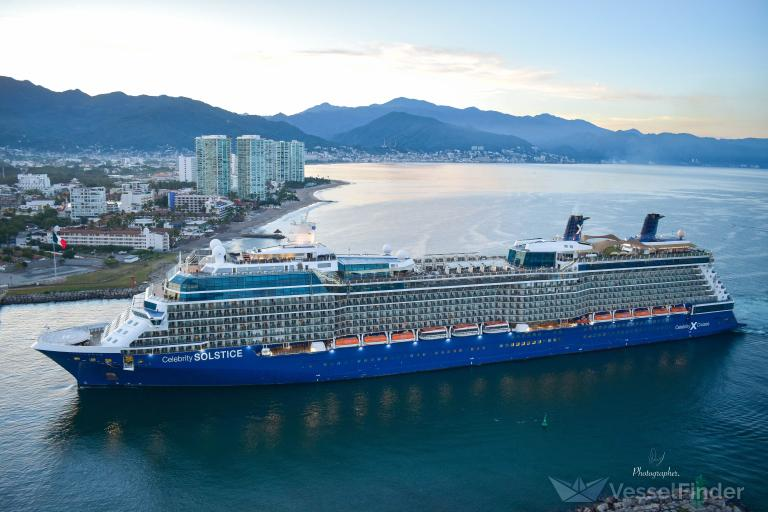 Celebrity SOLSTICE
Celebrity X Cruises
Photographer.
VesselFinder